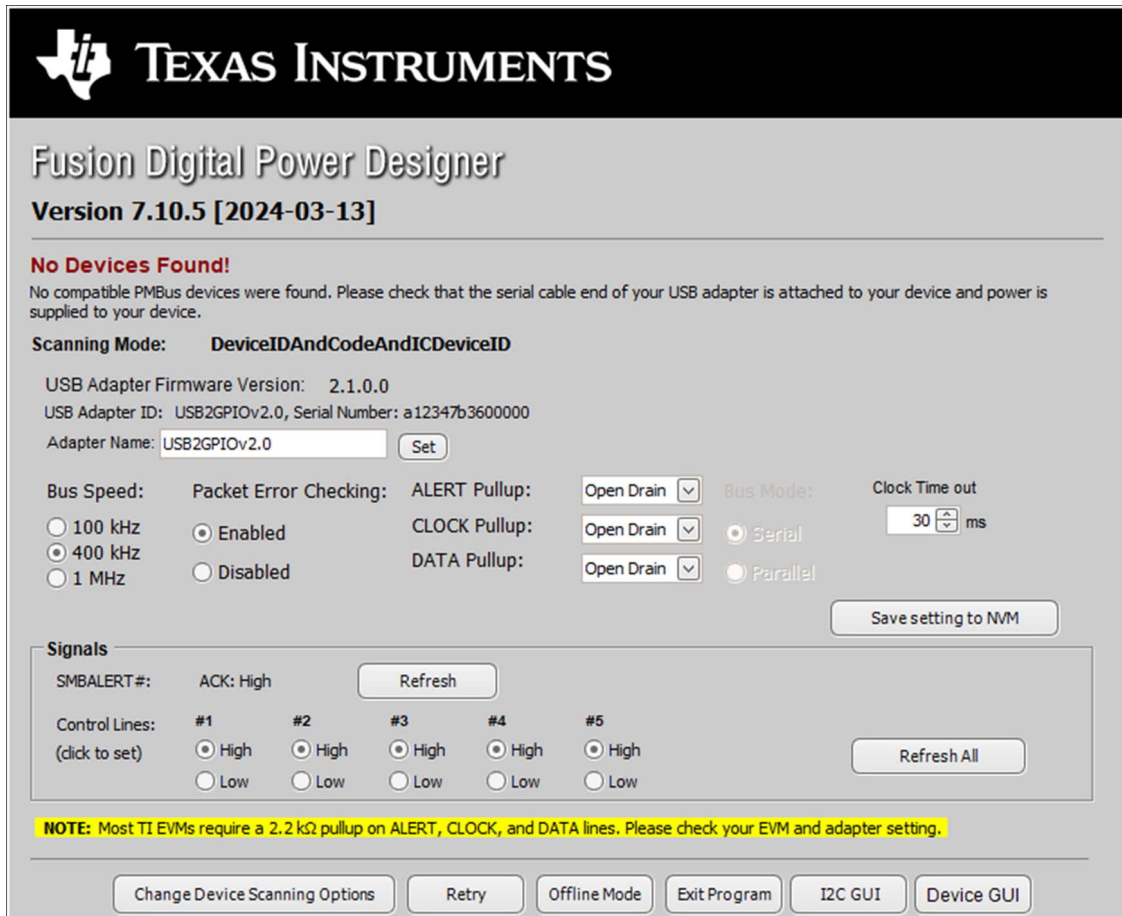 TEXAS INSTRUMENTS
Fusion Digital Power Designer
Version 7.10.5 [2024-03-13]
No Devices Found!
No compatible PMBus devices were found. Please check that the serial cable end of your USB adapter is attached to your device and power is
supplied to your device.
Scanning Mode: DeviceIDAndCodeAndICDeviceID
USB Adapter Firmware Version: 2.1.0.0
USB Adapter ID: USB2GPIOv2.0, Serial Number: a12347b3600000
Adapter Name: USB2GPIOv2.0 Set
Bus Speed: Packet Error Checking: ALERT Pullup: Open Drain Bus Mode: Clock Time out
100 kHz Enabled CLOCK Pullup: Open Drain Serial 30 ms
400 kHz
1 MHz Disabled DATA Pullup: Open Drain Parallel
Save setting to NVM
Signals
SMBALERT#: ACK: High Refresh
Control Lines: #1 #2 #3 #4 #5
(click to set) High High High High High Refresh All
Low Low Low Low Low
NOTE: Most TI EVMs require a 2.2 kΩ pullup on ALERT, CLOCK, and DATA lines. Please check your EVM and adapter setting.
Change Device Scanning Options Retry Offline Mode Exit Program I2C GUI Device GUI